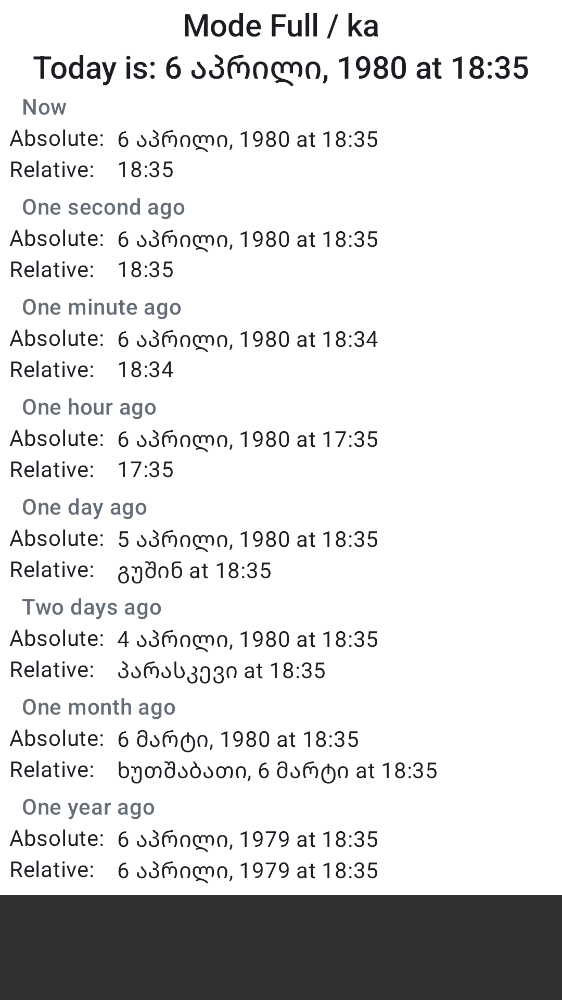 Mode Full / ka
Today is: 6 აპრილი, 1980 at 18:35
Now
Absolute: 6 აპრილი, 1980 at 18:35
Relative: 18:35
One second ago
Absolute: 6 აპრილი, 1980 at 18:35
Relative: 18:35
One minute ago
Absolute: 6 აპრილი, 1980 at 18:34
Relative: 18:34
One hour ago
Absolute: 6 აპრილი, 1980 at 17:35
Relative: 17:35
One day ago
Absolute: 5 აპრილი, 1980 at 18:35
Relative: გუშინ at 18:35
Two days ago
Absolute: 4 აპრილი, 1980 at 18:35
Relative: პარასკევი at 18:35
One month ago
Absolute: 6 მარტი, 1980 at 18:35
Relative: ხუთშაბათი, 6 მარტი at 18:35
One year ago
Absolute: 6 აპრილი, 1979 at 18:35
Relative: 6 აპრილი, 1979 at 18:35